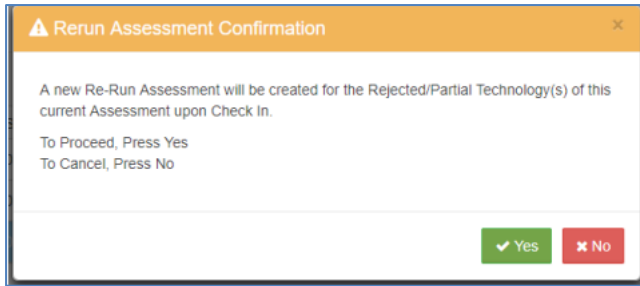 Rerun Assessment Confirmation ×
A new Re-Run Assessment will be created for the Rejected/Partial Technology(s) of this
current Assessment upon Check In.
To Proceed, Press Yes
To Cancel, Press No
✔ Yes ✖ No